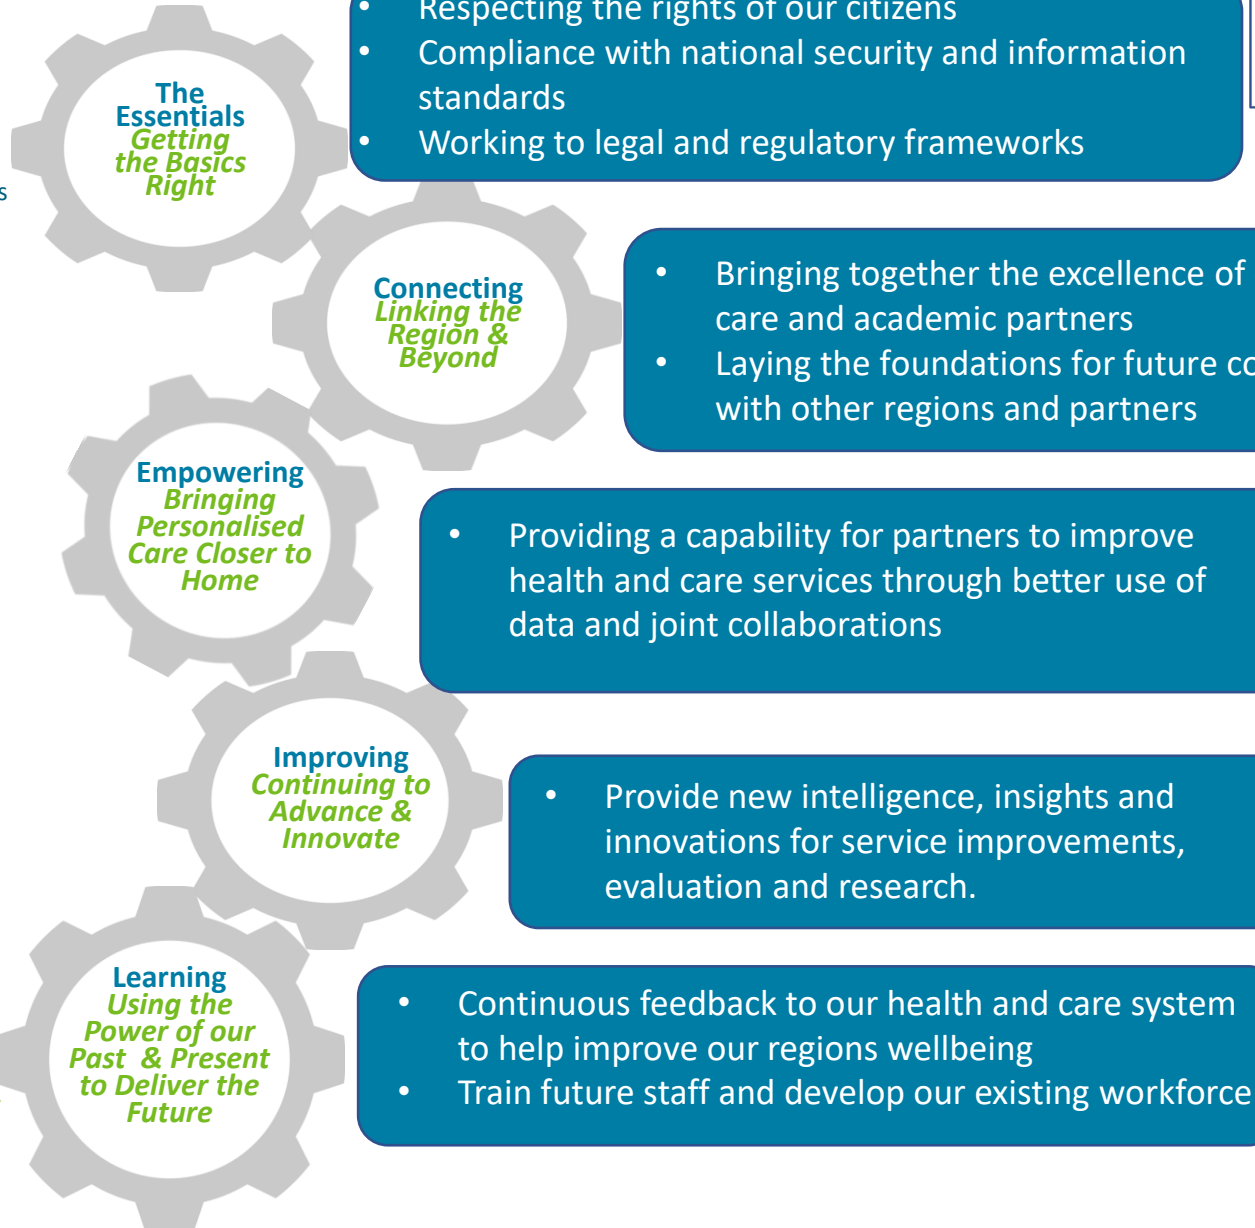 • Respecting the rights of our citizens
• Compliance with national security and information
standards
• Working to legal and regulatory frameworks
The
Essentials
Getting
the Basics
Right
s
Connecting
Linking the
Region &
Beyond
• Bringing together the excellence of
care and academic partners
• Laying the foundations for future
with other regions and partners
Empowering
Bringing
Personalised
Care Closer to
Home
• Providing a capability for partners to improve
health and care services through better use of
data and joint collaborations
Improving
Continuing to
Advance &
Innovate
• Provide new intelligence, insights and
innovations for service improvements,
evaluation and research.
Learning
Using the
Power of our
Past & Present
to Deliver the
Future
• Continuous feedback to our health and care system
to help improve our regions wellbeing
• Train future staff and develop our existing workforce